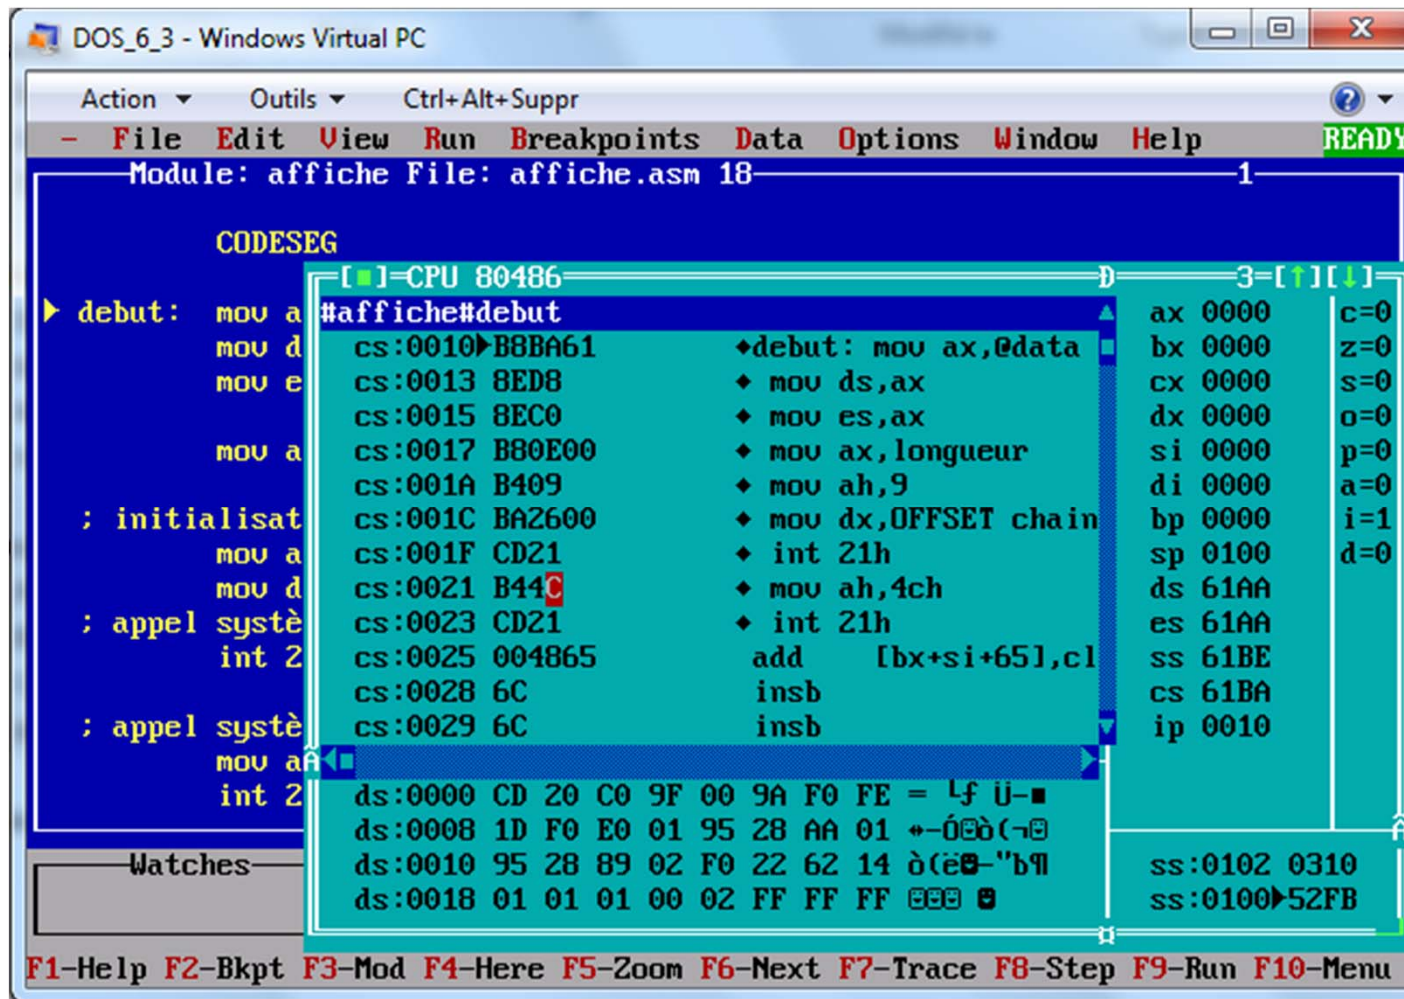 DOS_6_3 - Windows Virtual PC
Action Outils Ctrl+Alt+Suppr
- File Edit View Run Breakpoints Data Options Window Help READY
Module: affiche File: affiche.asm 18 1
CODESEG
[■]=CPU 80486 3=[↑][↓]
debut: mov a
mov d
mov e
mov a
; initialisat
mov a
mov d
; appel systè
int 2
; appel systè
mov a
int 2
#affiche#debut
cs:0010▶B8BA61 ◆debut: mov ax,@data
cs:0013 8ED8 ◆ mov ds,ax
cs:0015 8EC0 ◆ mov es,ax
cs:0017 B80E00 ◆ mov ax,longueur
cs:001A B409 ◆ mov ah,9
cs:001C BA2600 ◆ mov dx,OFFSET chain
cs:001F CD21 ◆ int 21h
cs:0021 B44C ◆ mov ah,4ch
cs:0023 CD21 ◆ int 21h
cs:0025 004865 add [bx+si+65],cl
cs:0028 6C insb
cs:0029 6C insb
ax 0000 c=0
bx 0000 z=0
cx 0000 s=0
dx 0000 o=0
si 0000 p=0
di 0000 a=0
bp 0000 i=1
sp 0100 d=0
ds 61AA
es 61AA
ss 61BE
cs 61BA
ip 0010
ds:0000 CD 20 C0 9F 00 9A F0 FE
ds:0008 1D F0 E0 01 95 28 AA 01
ds:0010 95 28 89 02 F0 22 62 14
ds:0018 01 01 01 00 02 FF FF FF
ss:0102 0310
ss:0100▶52FB
Watches
F1-Help F2-Bkpt F3-Mod F4-Here F5-Zoom F6-Next F7-Trace F8-Step F9-Run F10-Menu